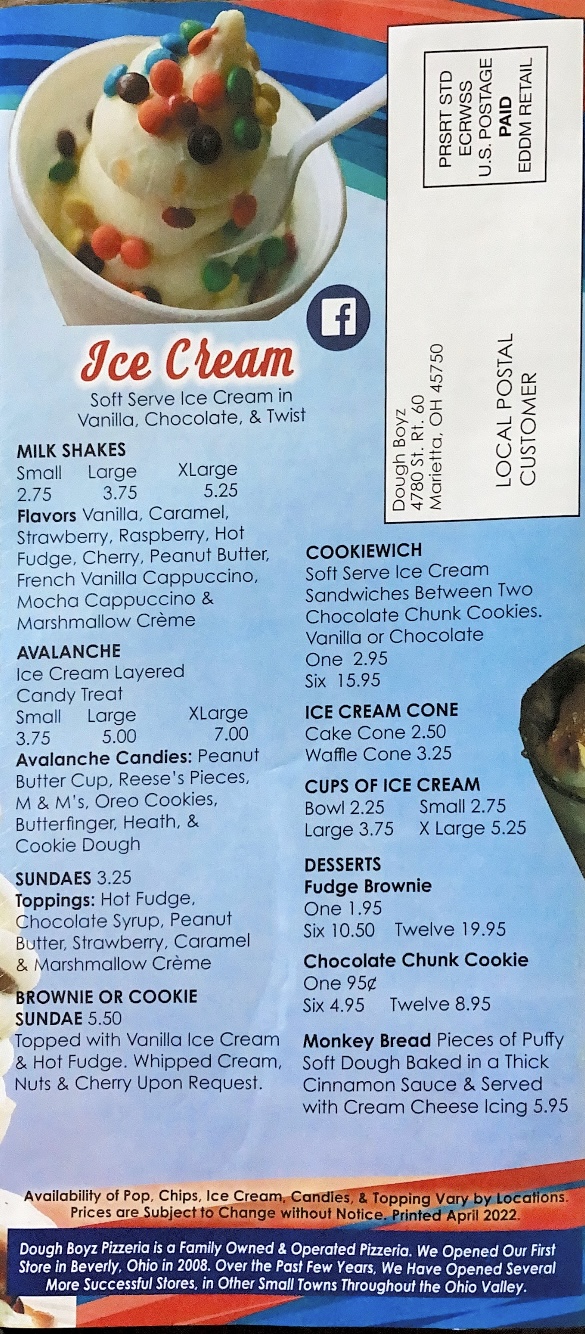 PRSRT STD
ECRWSS
U.S. POSTAGE
PAID
EDDM RETAIL
Dough Boyz
4780 St. Rt. 60
Marietta, OH 45750
LOCAL POSTAL
CUSTOMER
f
Ice Cream
Soft Serve Ice Cream in
Vanilla, Chocolate, & Twist
MILK SHAKES
Small Large XLarge
2.75 3.75 5.25
Flavors Vanilla, Caramel,
Strawberry, Raspberry, Hot
Fudge, Cherry, Peanut Butter,
French Vanilla Cappuccino,
Mocha Cappuccino &
Marshmallow Crème
AVALANCHE
Ice Cream Layered
Candy Treat
Small Large XLarge
3.75 5.00 7.00
Avalanche Candies: Peanut
Butter Cup, Reese's Pieces,
M & M's, Oreo Cookies,
Butterfinger, Heath, &
Cookie Dough
SUNDAES 3.25
Toppings: Hot Fudge,
Chocolate Syrup, Peanut
Butter, Strawberry, Caramel
& Marshmallow Crème
BROWNIE OR COOKIE
SUNDAE 5.50
Topped with Vanilla Ice Cream
& Hot Fudge. Whipped Cream,
Nuts & Cherry Upon Request.
COOKIEWICH
Soft Serve Ice Cream
Sandwiches Between Two
Chocolate Chunk Cookies.
Vanilla or Chocolate
One 2.95
Six 15.95
ICE CREAM CONE
Cake Cone 2.50
Waffle Cone 3.25
CUPS OF ICE CREAM
Bowl 2.25 Small 2.75
Large 3.75 X Large 5.25
DESSERTS
Fudge Brownie
One 1.95
Six 10.50 Twelve 19.95
Chocolate Chunk Cookie
One 95¢
Six 4.95 Twelve 8.95
Monkey Bread Pieces of Puffy
Soft Dough Baked in a Thick
Cinnamon Sauce & Served
with Cream Cheese Icing 5.95
Availability of Pop, Chips, Ice Cream, Candies, & Topping Vary by Locations.
Prices are Subject to Change without Notice. Printed April 2022.
Dough Boyz Pizzeria is a Family Owned & Operated Pizzeria. We Opened Our First
Store in Beverly, Ohio in 2008. Over the Past Few Years, We Have Opened Several
More Successful Stores, in Other Small Towns Throughout the Ohio Valley.